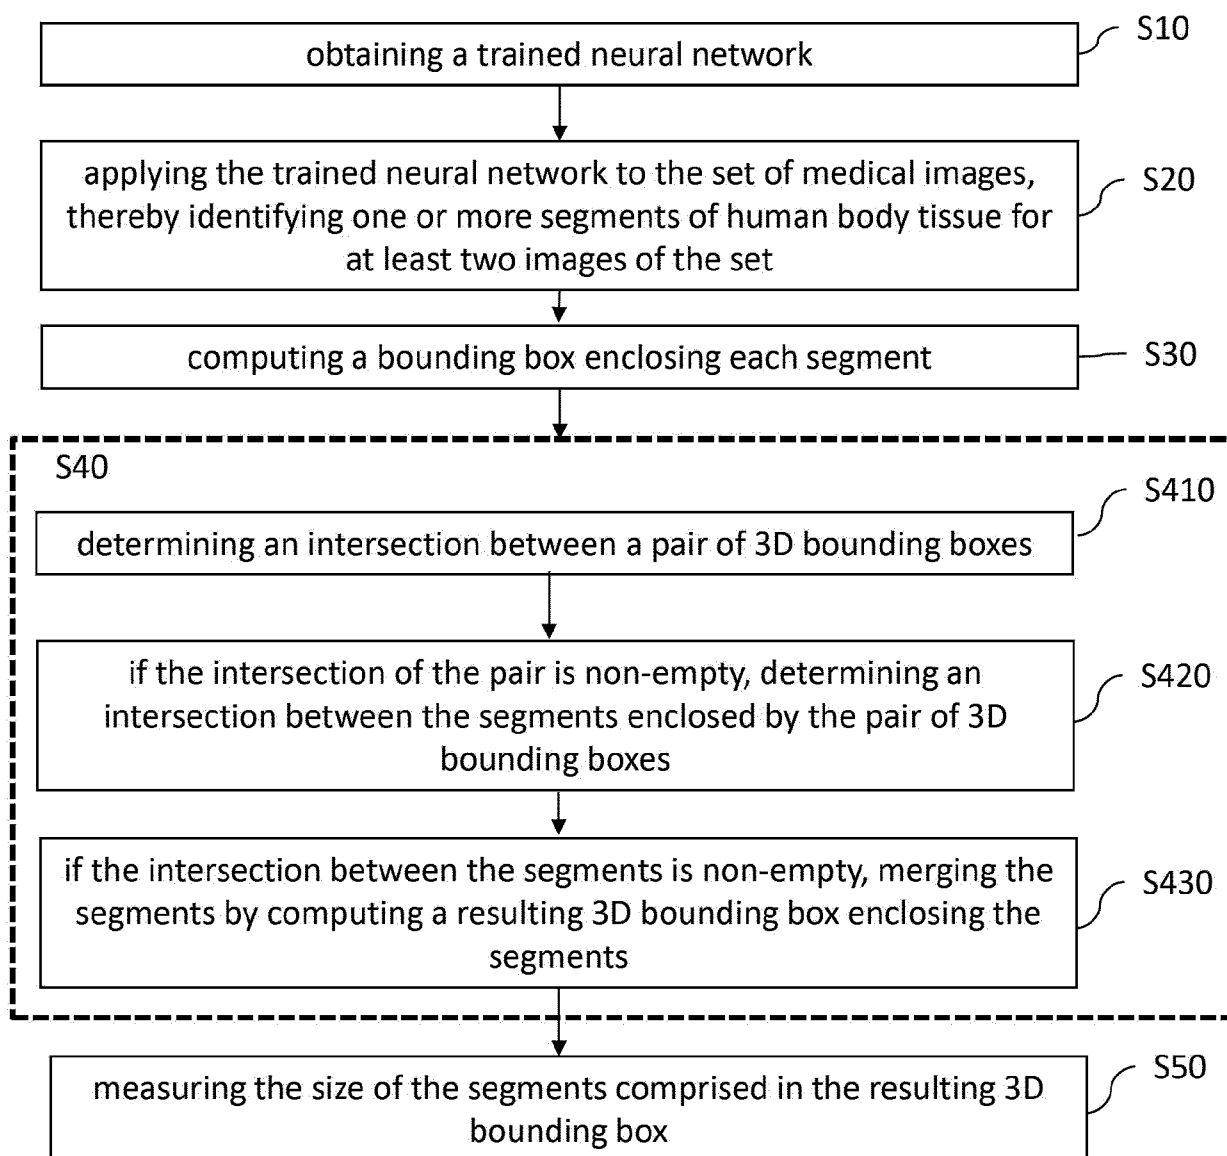 S10
obtaining a trained neural network
applying the trained neural network to the set of medical images,
thereby identifying one or more segments of human body tissue for
at least two images of the set
S20
computing a bounding box enclosing each segment
S30
S40
S410
determining an intersection between a pair of 3D bounding boxes
if the intersection of the pair is non-empty, determining an
intersection between the segments enclosed by the pair of 3D
bounding boxes
S420
if the intersection between the segments is non-empty, merging the
segments by computing a resulting 3D bounding box enclosing the
segments
S430
S50
measuring the size of the segments comprised in the resulting 3D
bounding box